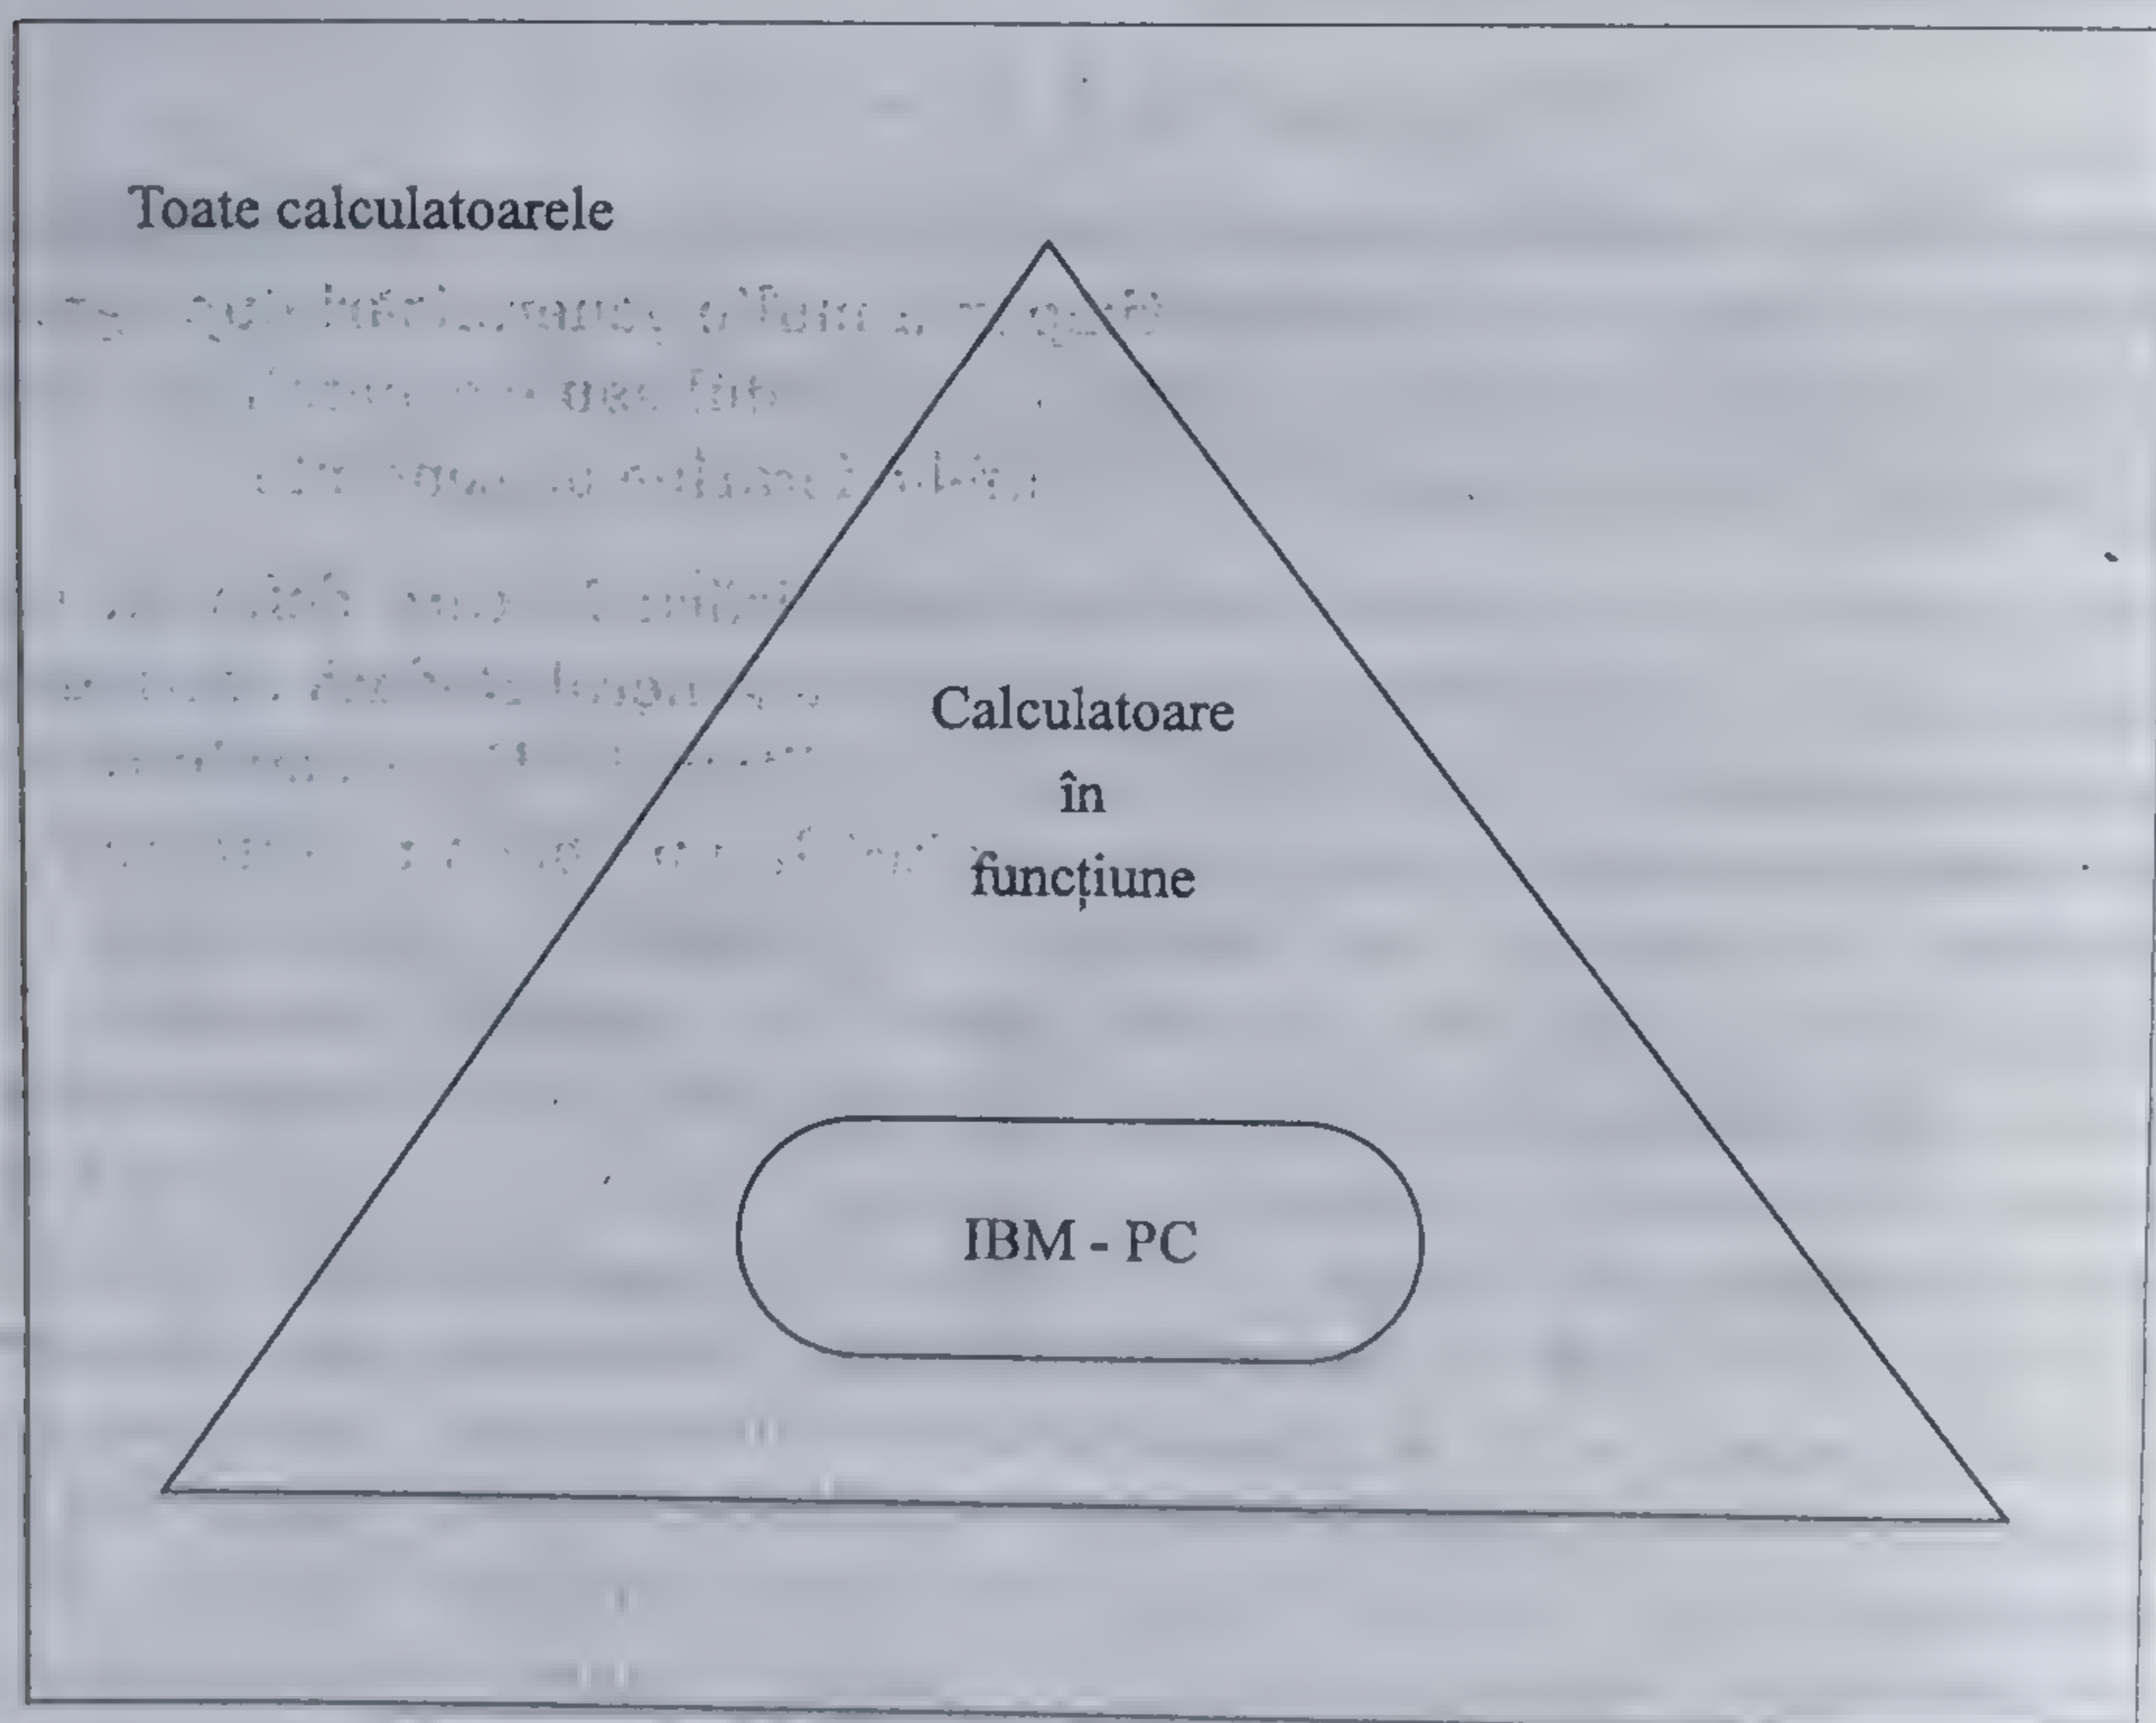 Toate calculatoarele
Calculatoare
în
funcțiune
IBM - PC